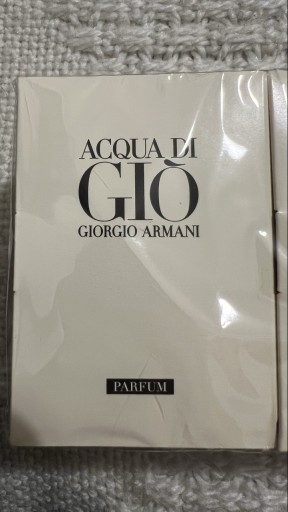 ACQUA DI
GIÒ
GIORGIO ARMANI
PARFUM